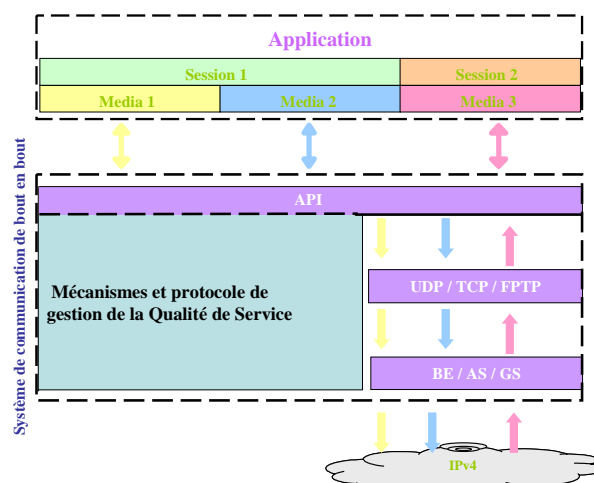 Application
Session 1
Session 2
Media 1
Media 2
Media 3
Système de communication de bout en bout
API
Mécanismes et protocole de
gestion de la Qualité de Service
UDP / TCP / FPTP
BE / AS / GS
IPv4